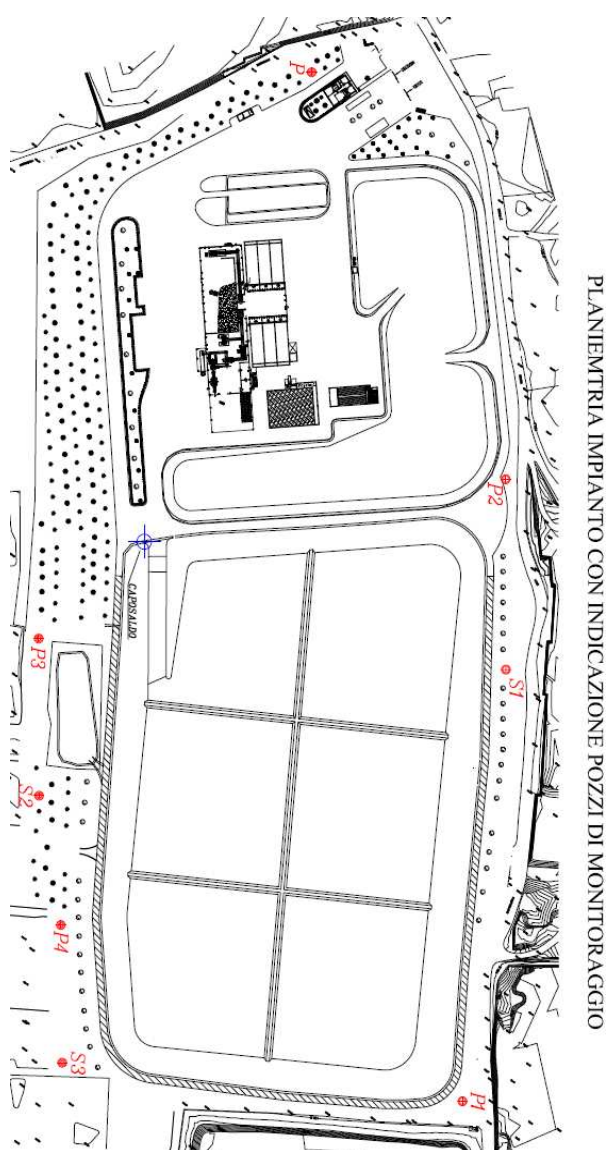 PLANIEMTRIA IMPIANTO CON INDICAZIONE POZZI DI MONITORAGGIO
P
P2
S1
CAPOSALDO
P3
S2
P4
S3
P1